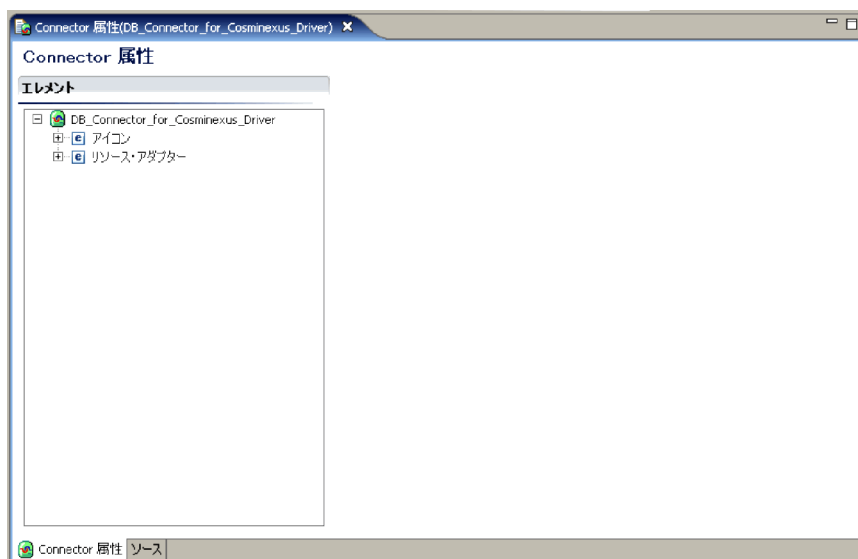 Connector 属性(DB_Connector_for_Cosminexus_Driver)
Connector 属性
エレメント
DB_Connector_for_Cosminexus_Driver
アイコン
リソース・アダプター
Connector 属性 ソース